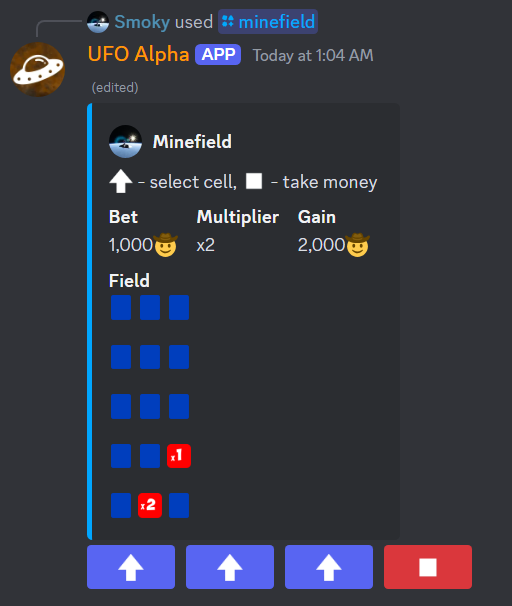 Smoky used minefield
UFO Alpha APP Today at 1:04 AM
(edited)
Minefield
- select cell, - take money
Bet Multiplier Gain
1,000 x2 2,000
Field
x1
x2